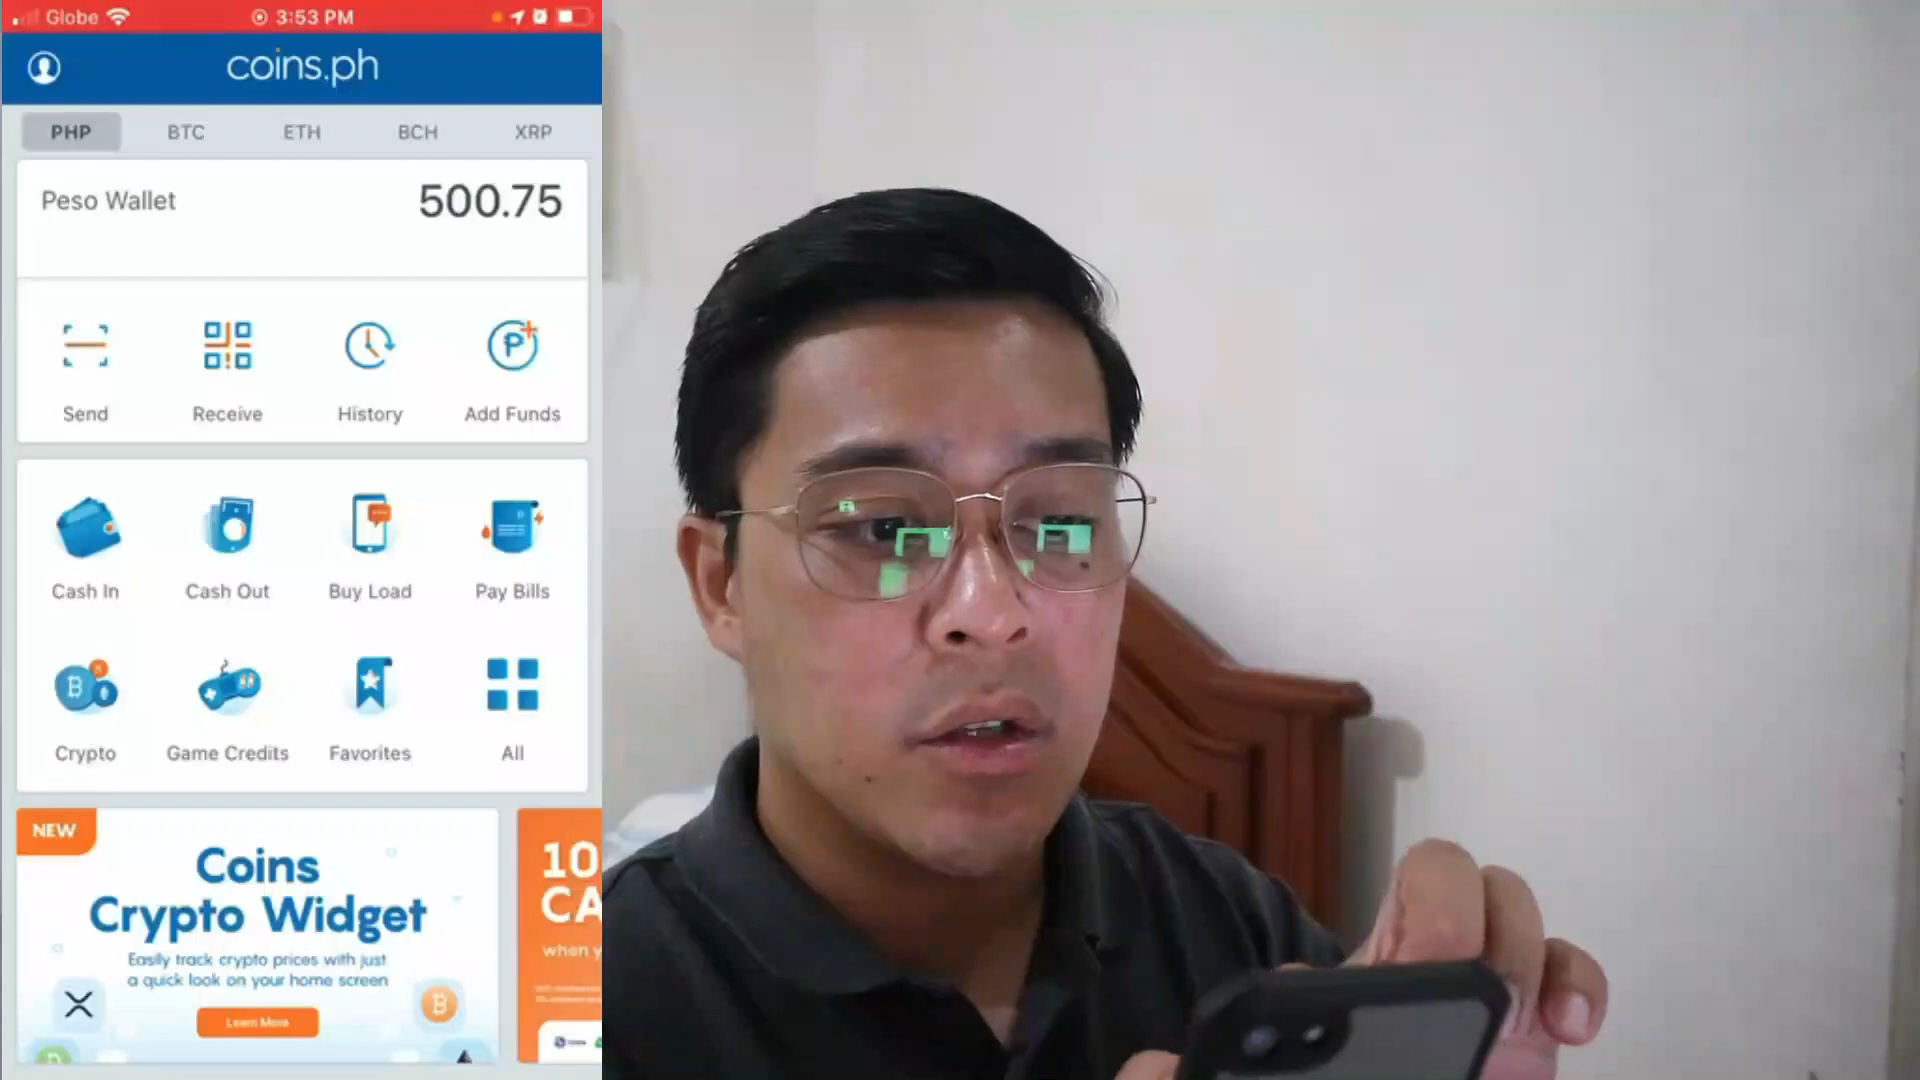 Globe 3:53 PM
coins.ph
PHP BTC ETH BCH XRP
Peso Wallet 500.75
Send Receive History Add Funds
Cash In Cash Out Buy Load Pay Bills
Crypto Game Credits Favorites All
NEW
Coins
Crypto Widget
Easily track crypto prices with just
a quick look on your home screen
Learn More
10
CA
when y